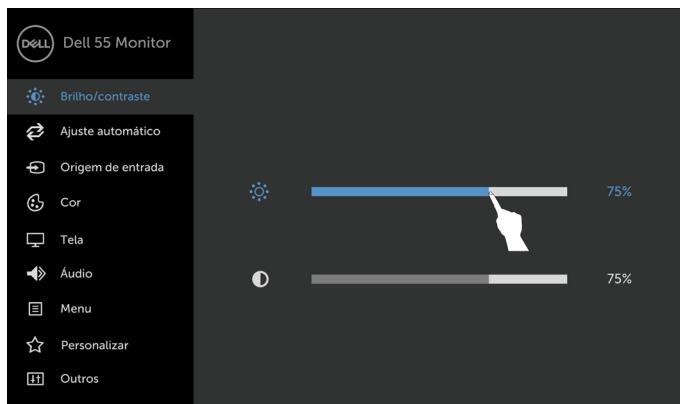 DELL
Dell 55 Monitor
Brilho/contraste
Ajuste automático
Origem de entrada
75%
Cor
Tela
Áudio
75%
Menu
Personalizar
Outros